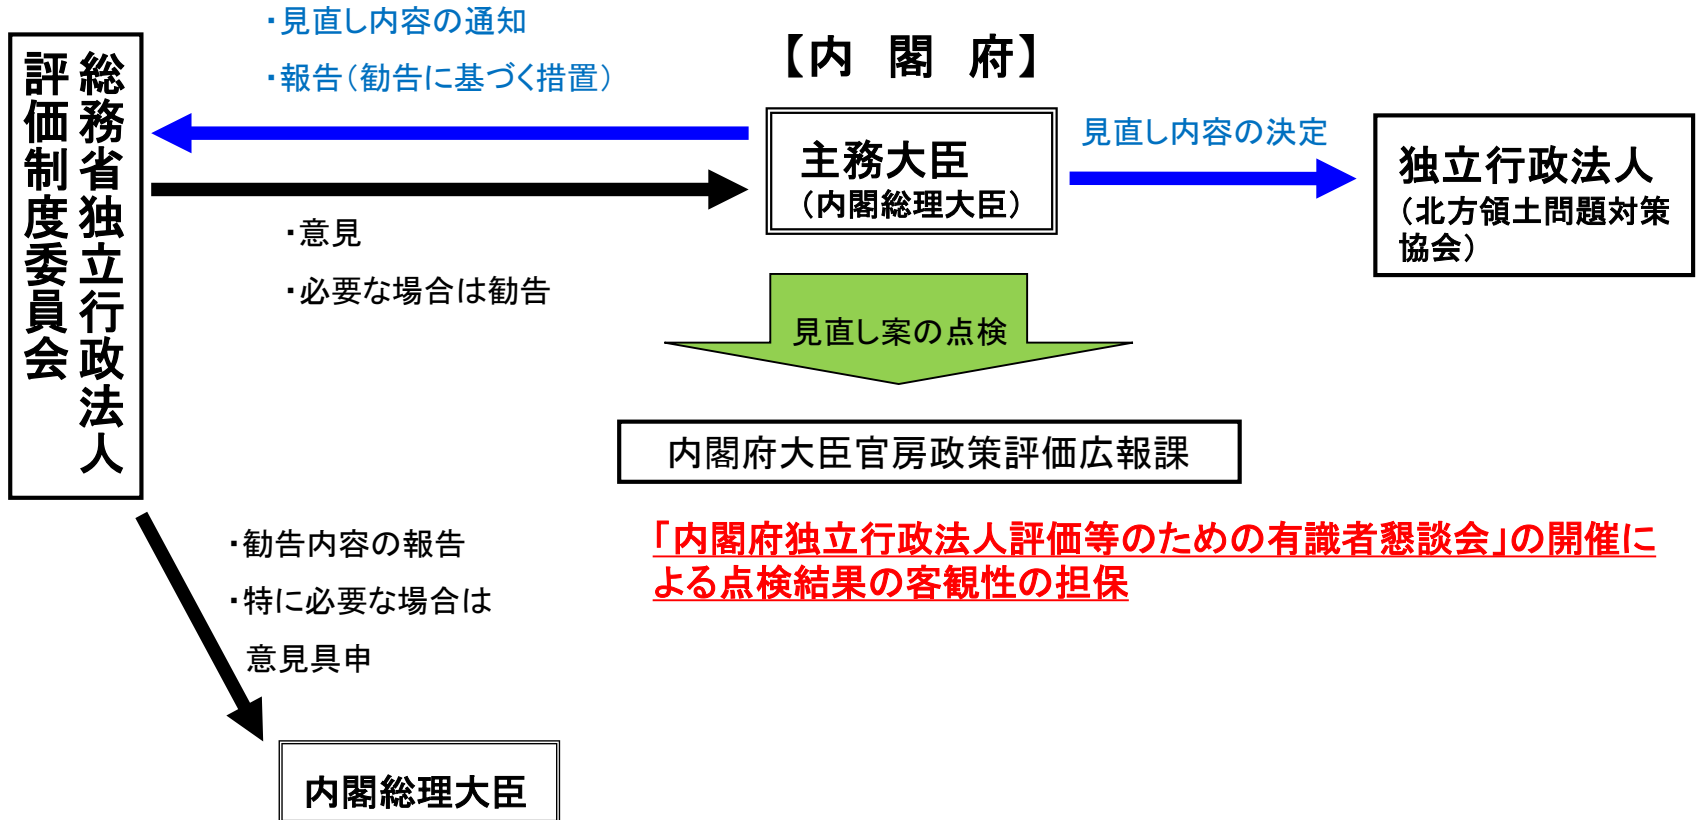 ・見直し内容の通知
・報告（勧告に基づく措置）
【内　閣　府】
総務省独立行政法人
評価制度委員会
主務大臣
（内閣総理大臣）
見直し内容の決定
独立行政法人
（北方領土問題対策
協会）
・意見
・必要な場合は勧告
見直し案の点検
内閣府大臣官房政策評価広報課
「内閣府独立行政法人評価等のための有識者懇談会」の開催に
よる点検結果の客観性の担保
・勧告内容の報告
・特に必要な場合は
意見具申
内閣総理大臣